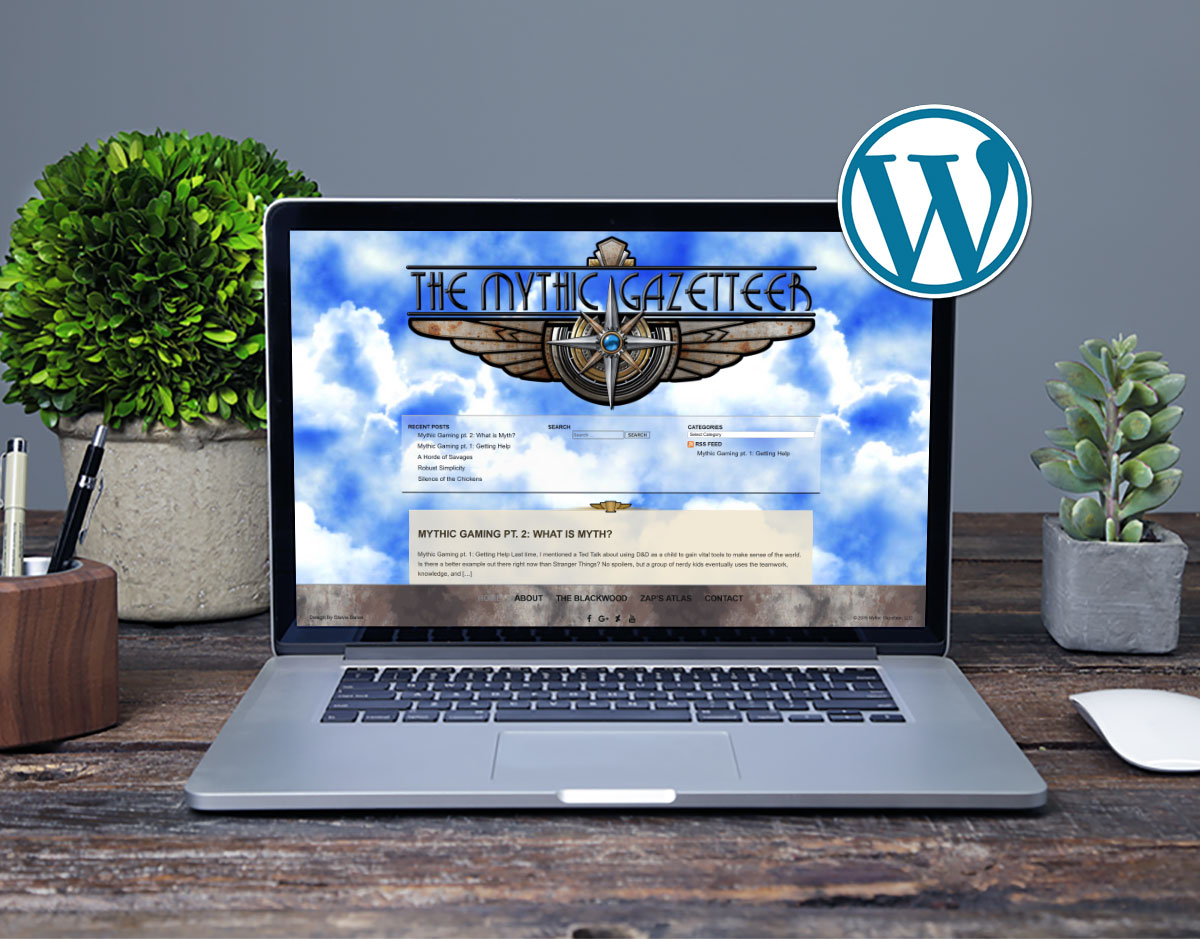 THE MYTHIC GAZETTEER
RECENT POSTS
Mythic Gaming pt. 2: What is Myth?
Mythic Gaming pt. 1: Getting Help
A Horde of Savages
Robust Simplicity
Silence of the Chickens
SEARCH
Search
SEARCH
CATEGORIES
Select Category
RSS FEED
Mythic Gaming pt. 1: Getting Help
MYTHIC GAMING PT. 2: WHAT IS MYTH?
Mythic Gaming pt. 1: Getting Help Last time, I mentioned a Ted Talk about using D&D as a child to gain vital tools to make sense of the world.
Is there a better example out there right now than Stranger Things? No spoilers, but a group of nerdy kids eventually uses the teamwork,
knowledge, and [...]
HOME ABOUT THE BLACKWOOD ZAP'S ATLAS CONTACT
Design By
W